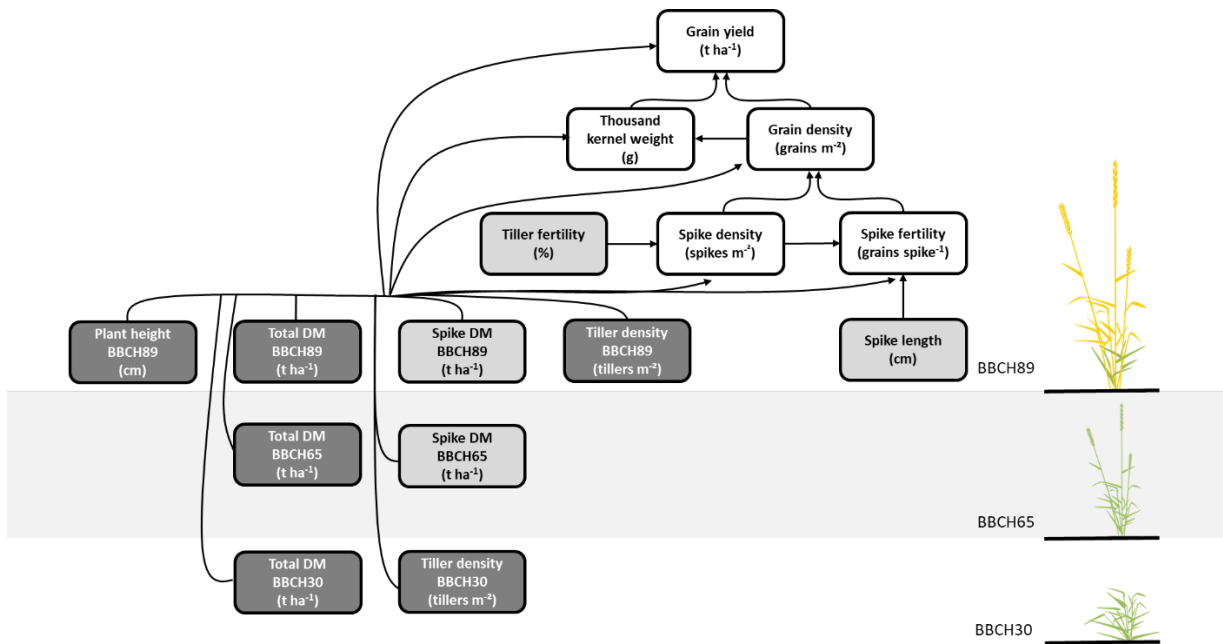 Grain yield
(t ha⁻¹)
Thousand
kernel weight
(g)
Grain density
(grains m⁻²)
Tiller fertility
(%)
Spike density
(spikes m⁻²)
Spike fertility
(grains spike⁻¹)
Plant height
BBCH89
(cm)
Total DM
BBCH89
(t ha⁻¹)
Spike DM
BBCH89
(t ha⁻¹)
Tiller density
BBCH89
(tillers m⁻²)
Spike length
(cm)
BBCH89
Total DM
BBCH65
(t ha⁻¹)
Spike DM
BBCH65
(t ha⁻¹)
BBCH65
Total DM
BBCH30
(t ha⁻¹)
Tiller density
BBCH30
(tillers m⁻²)
BBCH30